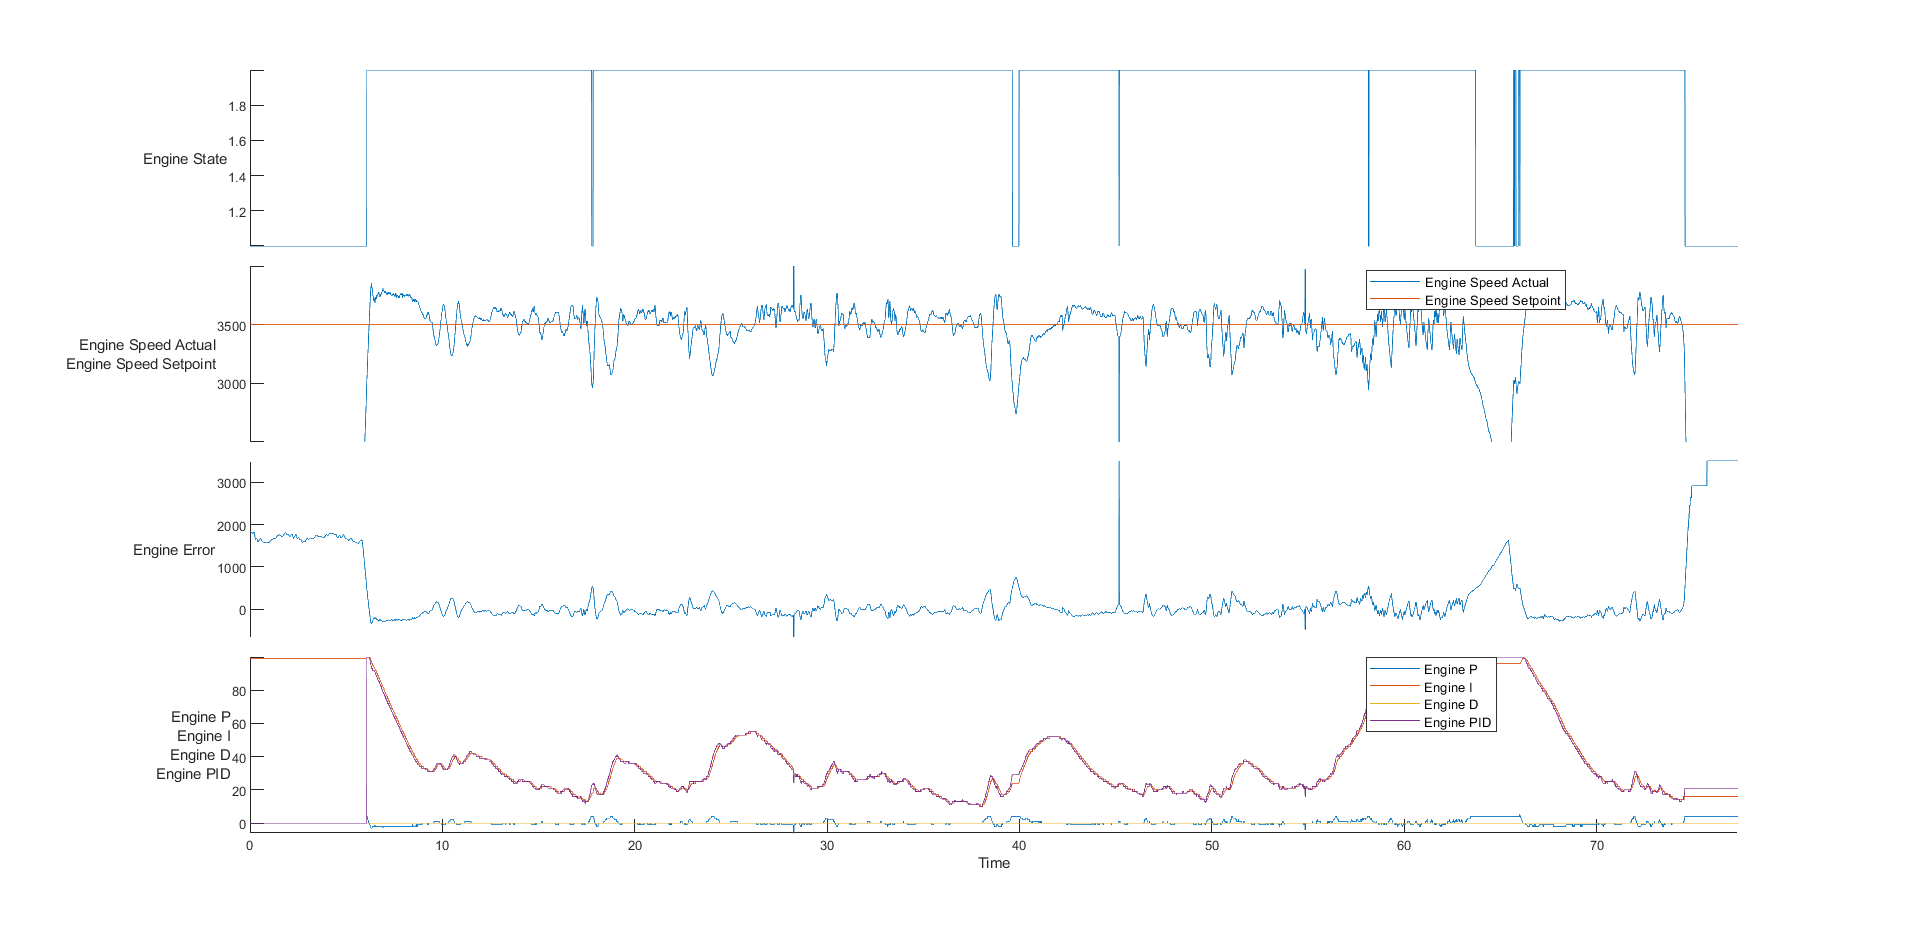 1.8
1.6
Engine State
1.4
1.2
Engine Speed Actual
Engine Speed Setpoint
3500
Engine Speed Actual
Engine Speed Setpoint
3000
3000
2000
Engine Error
1000
0
Engine P
Engine I
Engine D
Engine PID
80
60
40
20
0
Engine P
Engine I
Engine D
Engine PID
0 10 20 30 40 50 60 70
Time